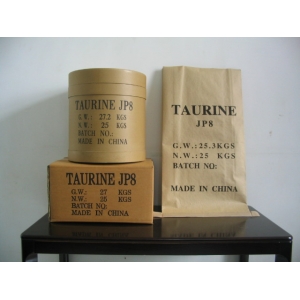 TAURINE JP8
G.W.: 27.2 KGS
N.W.: 25 KGS
BATCH NO:
MADE IN CHINA
TAURINE JP8
G.W.: 27 KGS
N.W.: 25 KGS
BATCH NO:
MADE IN CHINA
TAURINE
JP8
G.W.: 25.3KGS
N.W.: 25 KGS
BATCH NO:
MADE IN CHINA